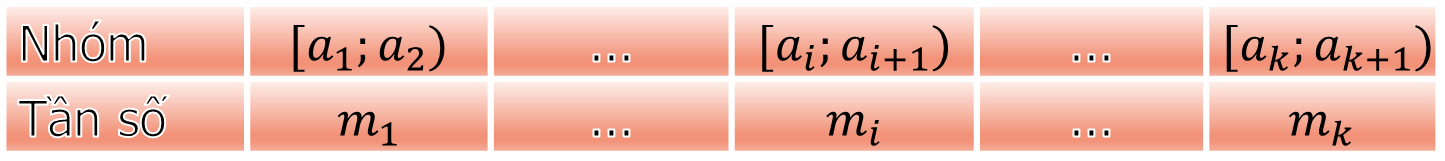 Nhóm [a₁; a₂) ... [aᵢ; aᵢ₊₁) ... [aₖ; aₖ₊₁)
Tần số m₁ ... mᵢ ... mₖ